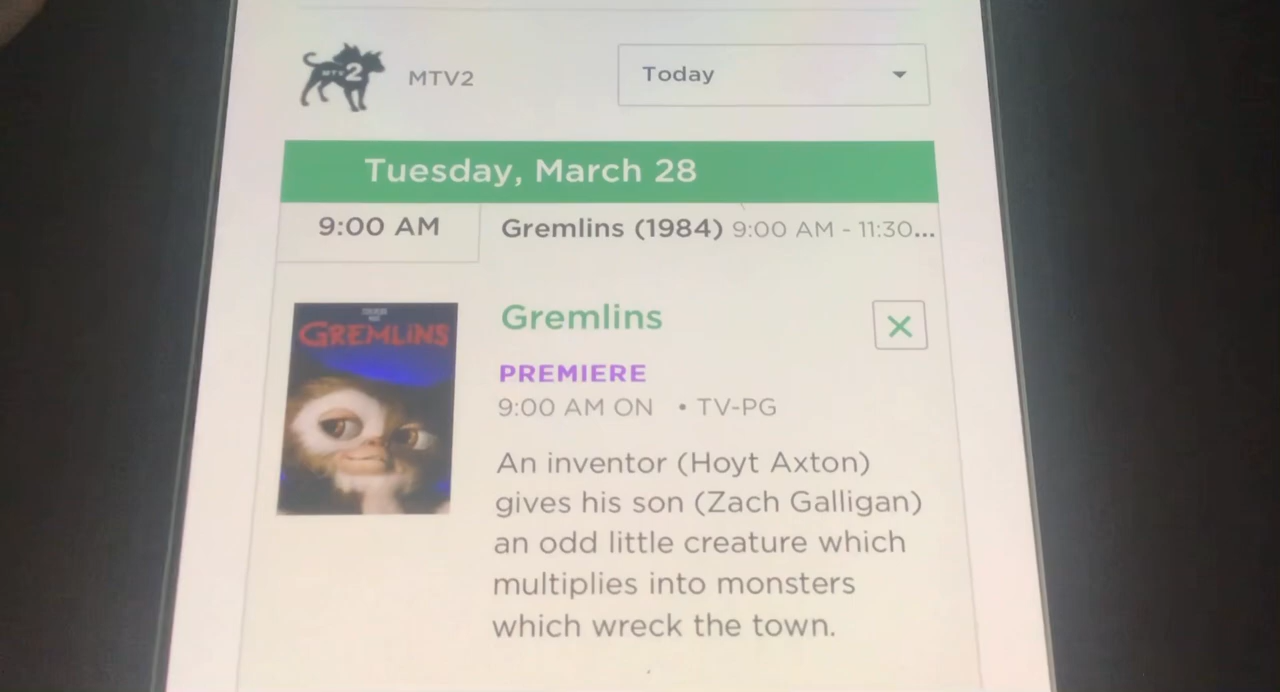 MTV2
MTV2
Today
Tuesday, March 28
9:00 AM
Gremlins (1984) 9:00 AM - 11:30...
GREMLINS
Gremlins
PREMIERE
9:00 AM ON • TV-PG
An inventor (Hoyt Axton)
gives his son (Zach Galligan)
an odd little creature which
multiplies into monsters
which wreck the town.